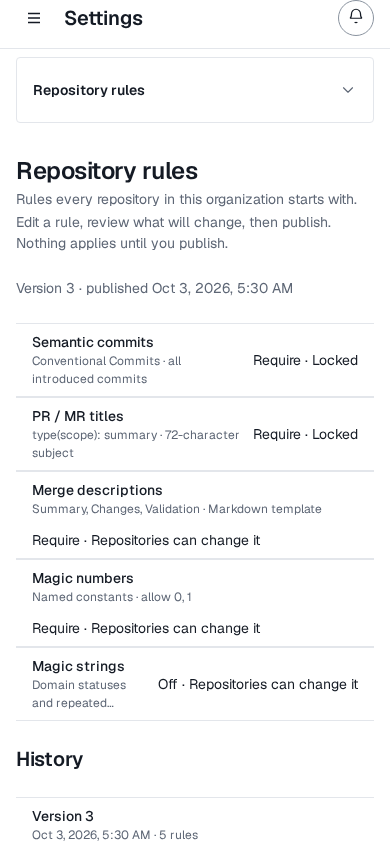 Settings
Repository rules
Repository rules
Rules every repository in this organization starts with.
Edit a rule, review what will change, then publish.
Nothing applies until you publish.
Version 3 · published Oct 3, 2026, 5:30 AM
Semantic commits
Conventional Commits · all
introduced commits
Require · Locked
PR / MR titles
type(scope): summary · 72-character
subject
Require · Locked
Merge descriptions
Summary, Changes, Validation · Markdown template
Require · Repositories can change it
Magic numbers
Named constants · allow 0, 1
Require · Repositories can change it
Magic strings
Domain statuses
and repeated…
Off · Repositories can change it
History
Version 3
Oct 3, 2026, 5:30 AM · 5 rules